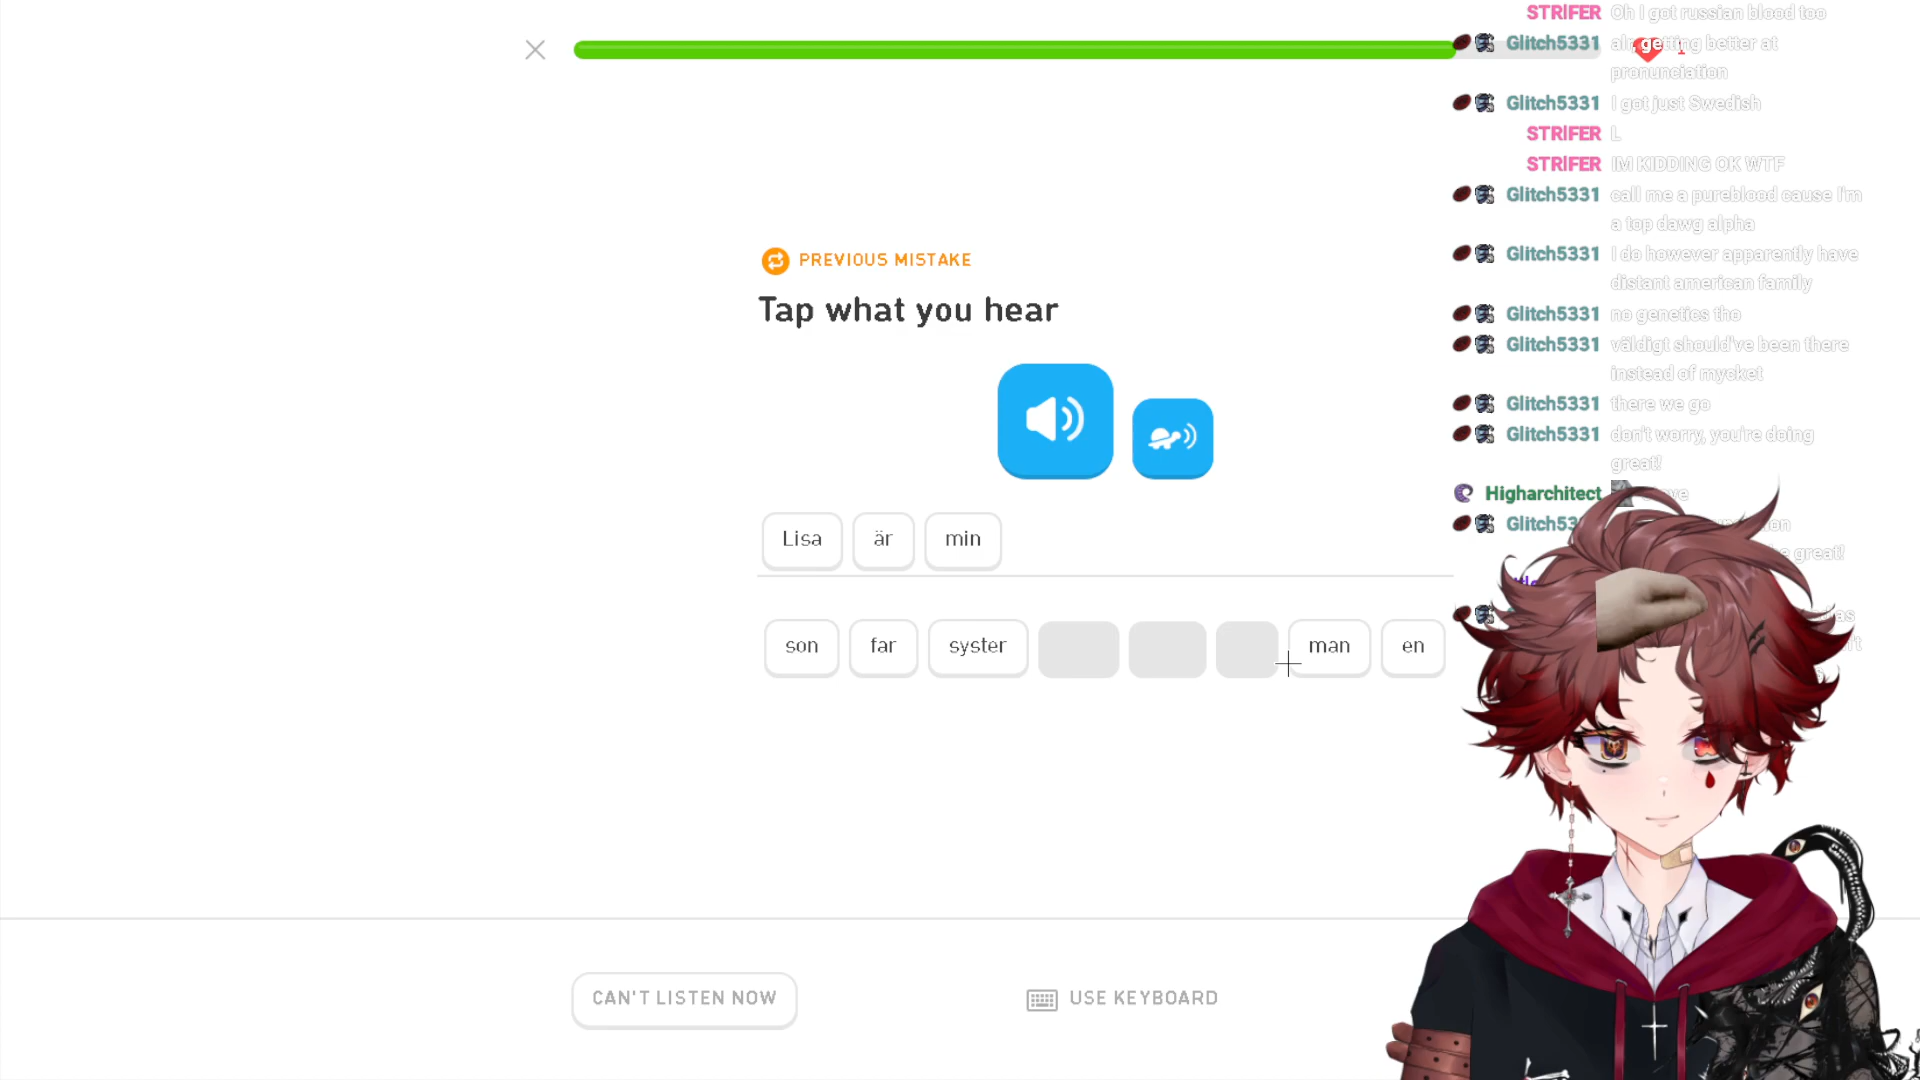 PREVIOUS MISTAKE
Tap what you hear
Lisa är min
son far syster man en
CAN'T LISTEN NOW
USE KEYBOARD
1
STRIFER Oh I got russian blood too
Glitch5331 alr, getting better at
pronunciation
Glitch5331 I got just Swedish
STRIFER L
STRIFER IM KIDDING OK WTF
Glitch5331 call me a pureblood cause I'm
a top dawg alpha
Glitch5331 I do however apparently have
distant american family
Glitch5331 no genetics tho
Glitch5331 väldigt should've been there
instead of mycket
Glitch5331 there we go
Glitch5331 don't worry, you're doing
great!
Higharchitect
great!